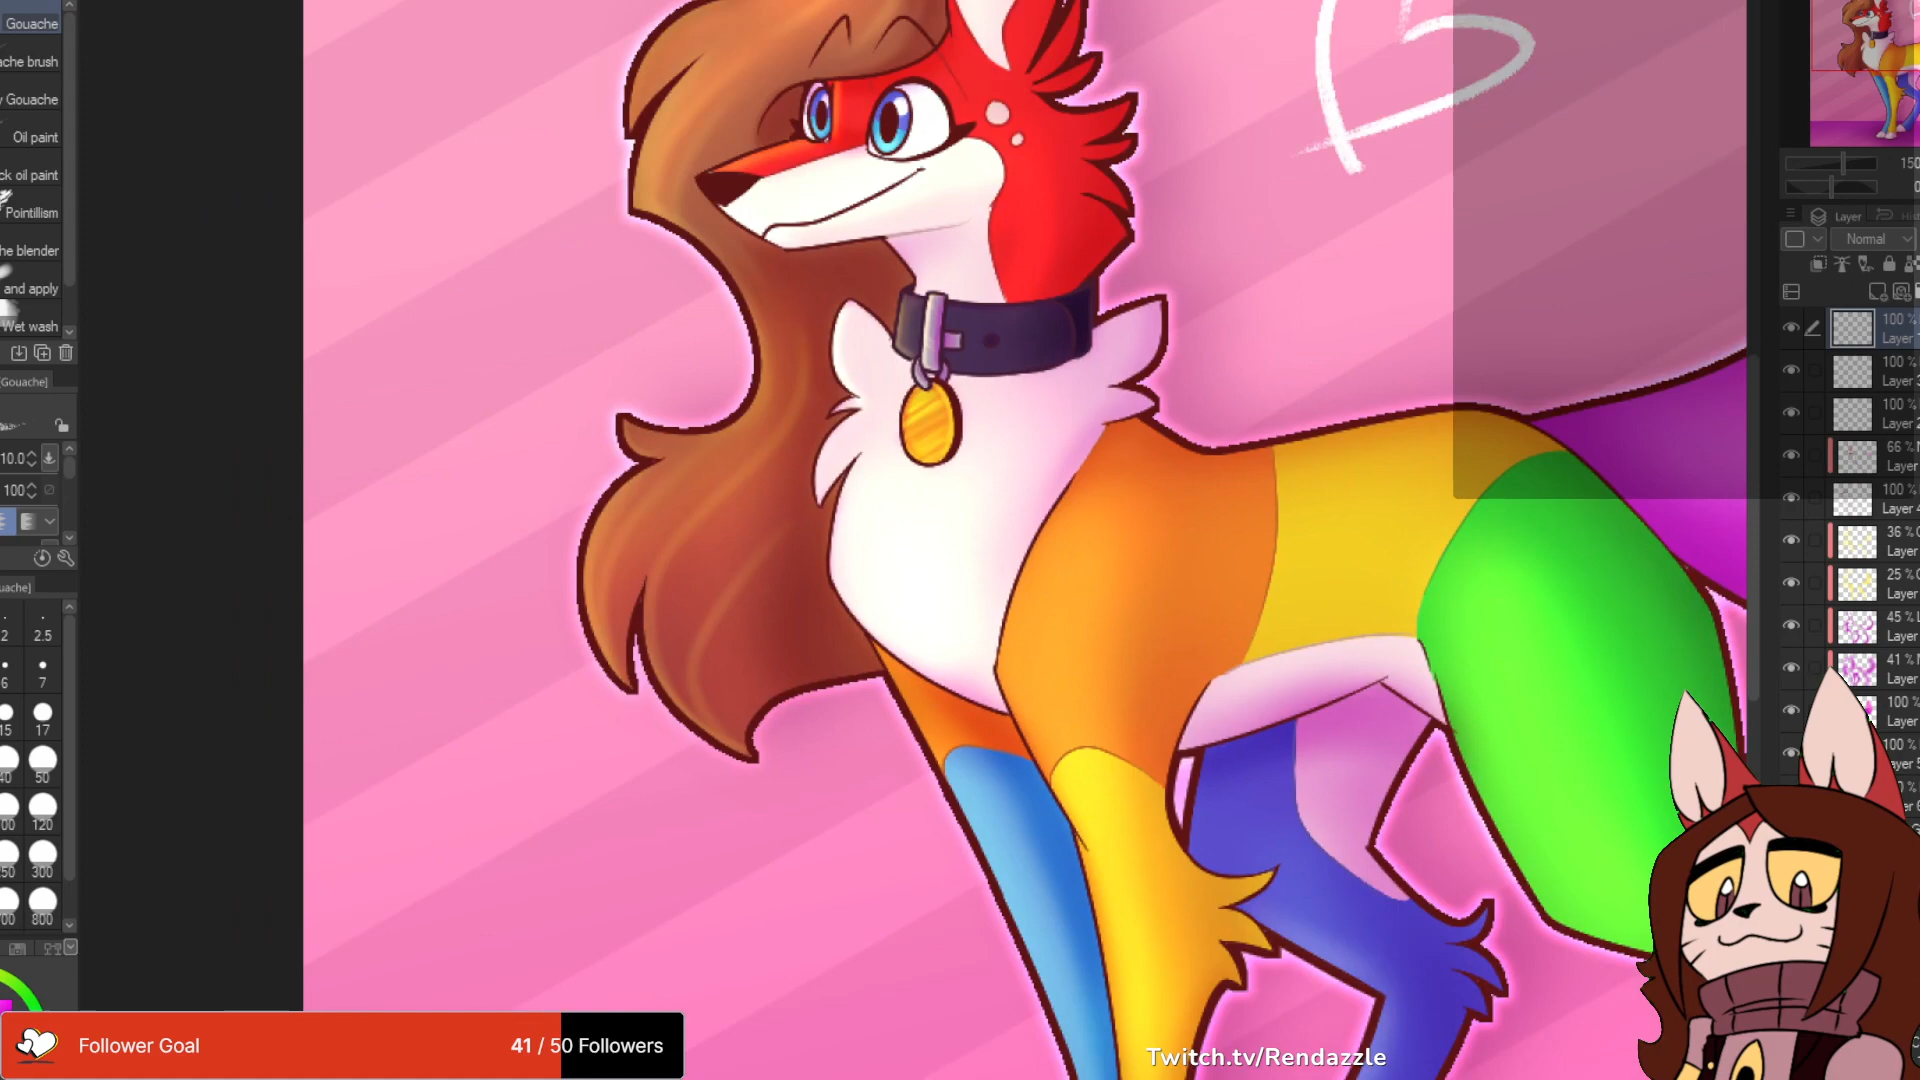 Gouache
ache brush
y Gouache
Oil paint
ck oil paint
Pointillism
he blender
and apply
Wet wash
[Gouache]
10.0
100
uache]
2 2.5
6 7
15 17
40 50
00 120
250 300
00 800
Follower Goal
41 / 50 Followers
Twitch.tv/Rendazzle
150
Layer
Normal
100 %
Layer
100 %
Layer
100 %
Layer
66 %
Layer
100 %
Layer
36 %
Layer
25 %
Layer
45 %
Layer
41 %
Layer
100 %
Layer
100 %
ayer